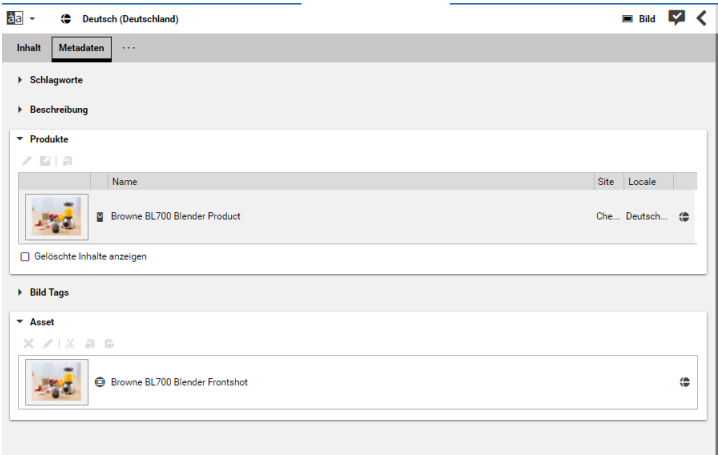 āa
Deutsch (Deutschland)
Bild
Inhalt
Metadaten
···
Schlagworte
Beschreibung
Produkte
Name
Site
Locale
Browne BL700 Blender Product
Che...
Deutsch...
Gelöschte Inhalte anzeigen
Bild Tags
Asset
Browne BL700 Blender Frontshot